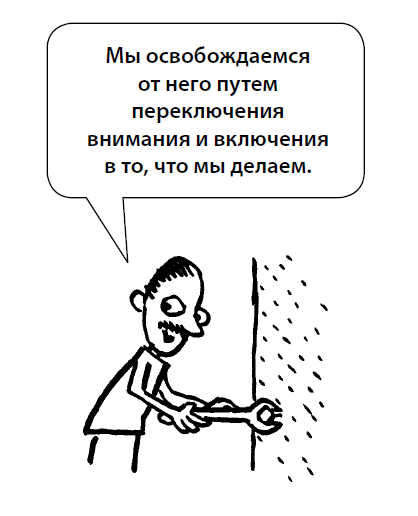 Мы освобождаемся
от него путем
переключения
внимания и включения
в то, что мы делаем.